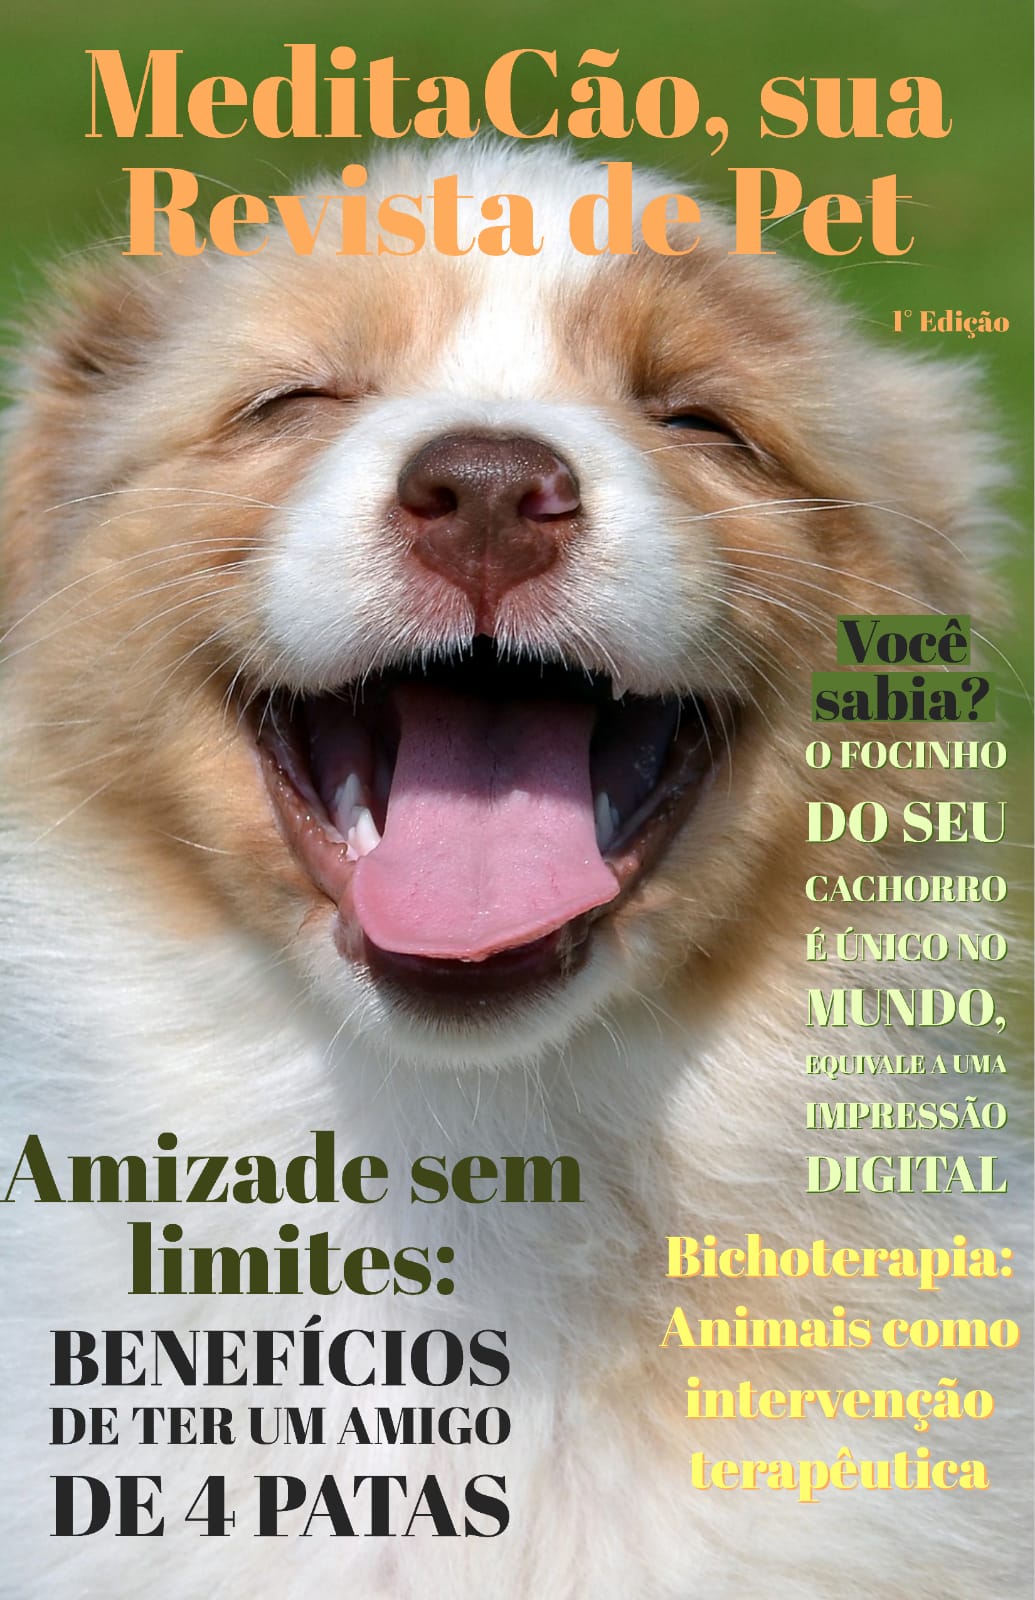 MeditaCão, sua
Revista de Pet
1° Edição
Você
sabia?
O FOCINHO
DO SEU
CACHORRO
É ÚNICO NO
MUNDO,
EQUIVALE A UMA
IMPRESSÃO
DIGITAL
Amizade sem
limites:
BENEFÍCIOS
DE TER UM AMIGO
DE 4 PATAS
Bichoterapia:
Animais como
intervenção
terapêutica